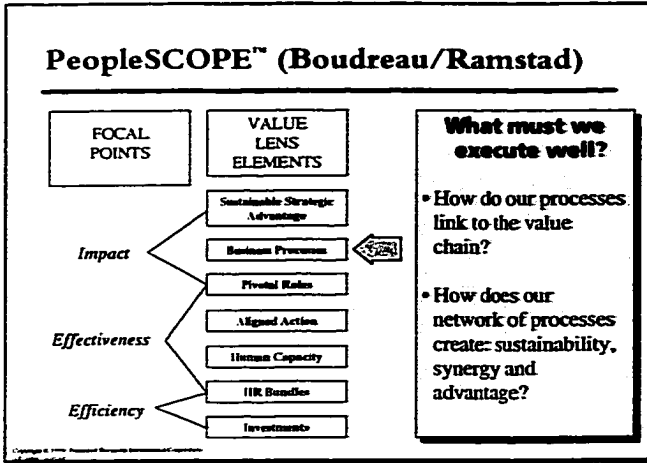 PeopleSCOPE™ (Boudreau/Ramstad)
FOCAL
POINTS
VALUE
LENS
ELEMENTS
Impact
Effectiveness
Efficiency
Sustainable Strategic
Advantage
Business Processes
Pivotal Roles
Aligned Action
Human Capacity
HR Bundles
Investments
What must we
execute well?
• How do our processes
link to the value
chain?
• How does our
network of processes
create: sustainability,
synergy and
advantage?